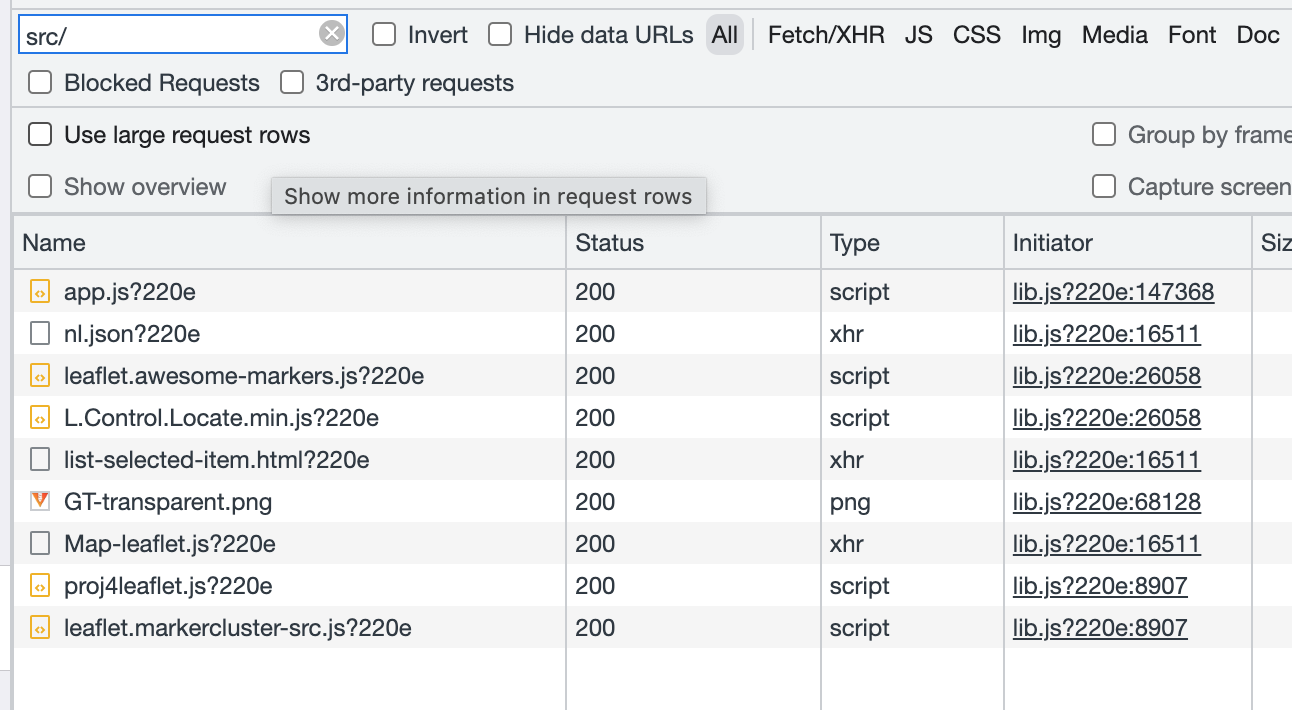 src/ Invert Hide data URLs All Fetch/XHR JS CSS Img Media Font Doc
Blocked Requests 3rd-party requests
Use large request rows Group by frame
Show overview Show more information in request rows Capture screen
Name Status Type Initiator Siz
app.js?220e 200 script lib.js?220e:147368
nl.json?220e 200 xhr lib.js?220e:16511
leaflet.awesome-markers.js?220e 200 script lib.js?220e:26058
L.Control.Locate.min.js?220e 200 script lib.js?220e:26058
list-selected-item.html?220e 200 xhr lib.js?220e:16511
GT-transparent.png 200 png lib.js?220e:68128
Map-leaflet.js?220e 200 xhr lib.js?220e:16511
proj4leaflet.js?220e 200 script lib.js?220e:8907
leaflet.markercluster-src.js?220e 200 script lib.js?220e:8907